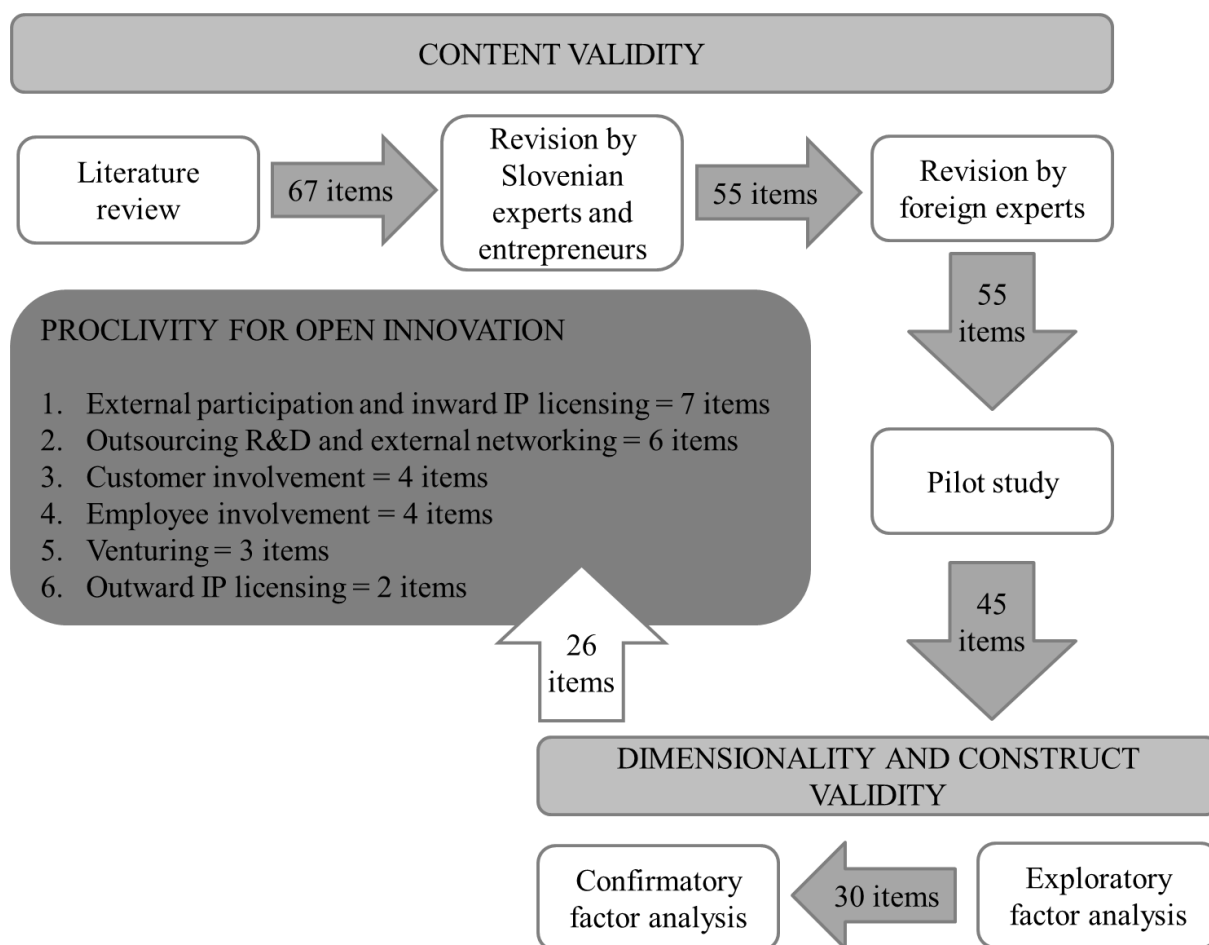 CONTENT VALIDITY
Literature
review
67 items
Revision by
Slovenian
experts and
entrepreneurs
55 items
Revision by
foreign experts
55
items
PROCLIVITY FOR OPEN INNOVATION
1. External participation and inward IP licensing = 7 items
2. Outsourcing R&D and external networking = 6 items
3. Customer involvement = 4 items
4. Employee involvement = 4 items
5. Venturing = 3 items
6. Outward IP licensing = 2 items
Pilot study
45
items
26
items
DIMENSIONALITY AND CONSTRUCT
VALIDITY
Confirmatory
factor analysis
30 items
Exploratory
factor analysis